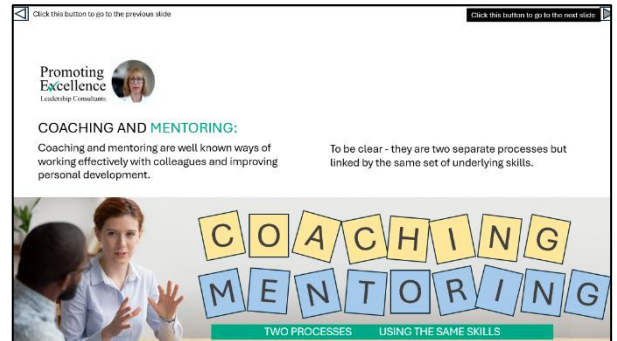 Click this button to go to the previous slide
Click this button to go to the next slide
Promoting
Excellence
Leadership Consultants
COACHING AND MENTORING:
Coaching and mentoring are well known ways of
working effectively with colleagues and improving
personal development.
To be clear - they are two separate processes but
linked by the same set of underlying skills.
COACHING
MENTORING
TWO PROCESSES USING THE SAME SKILLS